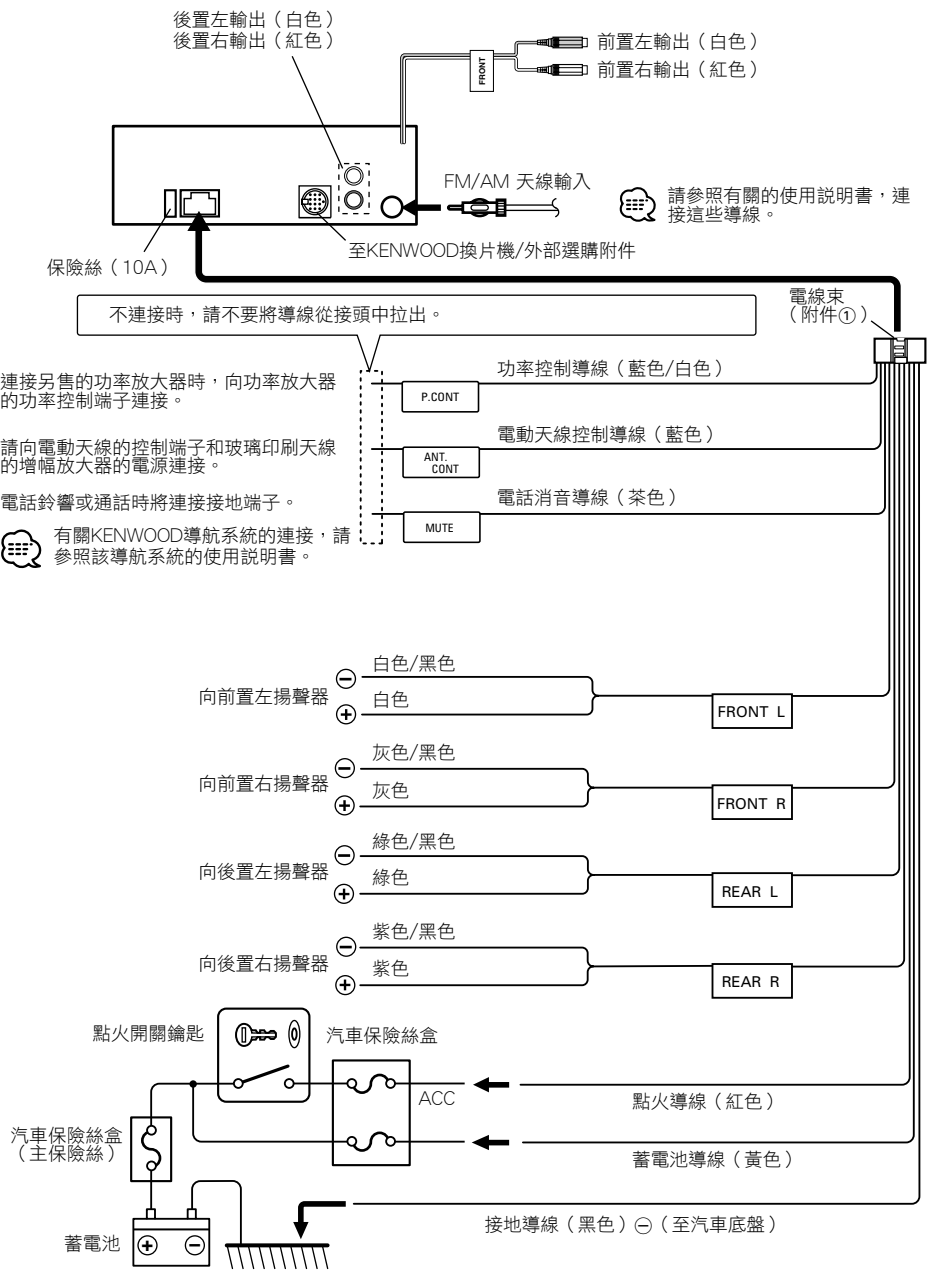 後置左輸出（白色）
後置右輸出（紅色）
FRONT
前置左輸出（白色）
前置右輸出（紅色）
FM/AM 天線輸入
請參照有關的使用説明書，連
接這些導線。
至KENWOOD換片機/外部選購附件
保險絲（10A）
電線束
（附件①）
不連接時，請不要將導線從接頭中拉出。
連接另售的功率放大器時，向功率放大器
的功率控制端子連接。
P.CONT
功率控制導線（藍色/白色）
請向電動天線的控制端子和玻璃印刷天線
的增幅放大器的電源連接。
ANT.
CONT
電動天線控制導線（藍色）
電話鈴響或通話時將連接接地端子。
MUTE
電話消音導線（茶色）
有關KENWOOD導航系統的連接，請
參照該導航系統的使用説明書。
向前置左揚聲器
⊖ 白色/黑色
⊕ 白色
FRONT L
向前置右揚聲器
⊖ 灰色/黑色
⊕ 灰色
FRONT R
向後置左揚聲器
⊖ 綠色/黑色
⊕ 綠色
REAR L
向後置右揚聲器
⊖ 紫色/黑色
⊕ 紫色
REAR R
點火開關鑰匙
汽車保險絲盒
ACC
點火導線（紅色）
汽車保險絲盒
（主保險絲）
蓄電池導線（黃色）
接地導線（黑色）⊖（至汽車底盤）
蓄電池
⊕ ⊖